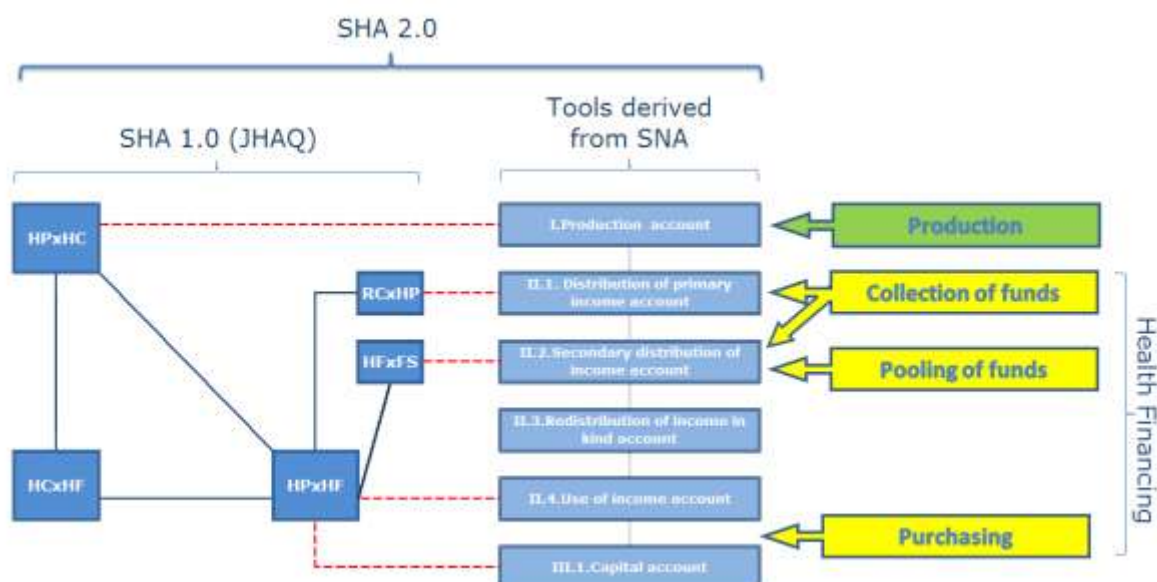 SHA 2.0
SHA 1.0 (JHAQ)
Tools derived
from SNA
HPxHC
I.Production account
Production
RCxHP
II.1. Distribution of primary
income account
Collection of funds
HFxFS
II.2.Secondary distribution of
income account
Pooling of funds
II.3.Redistribution of income in
kind account
HCxHF
HPxHF
II.4.Use of income account
Purchasing
III.1.Capital account
Health Financing